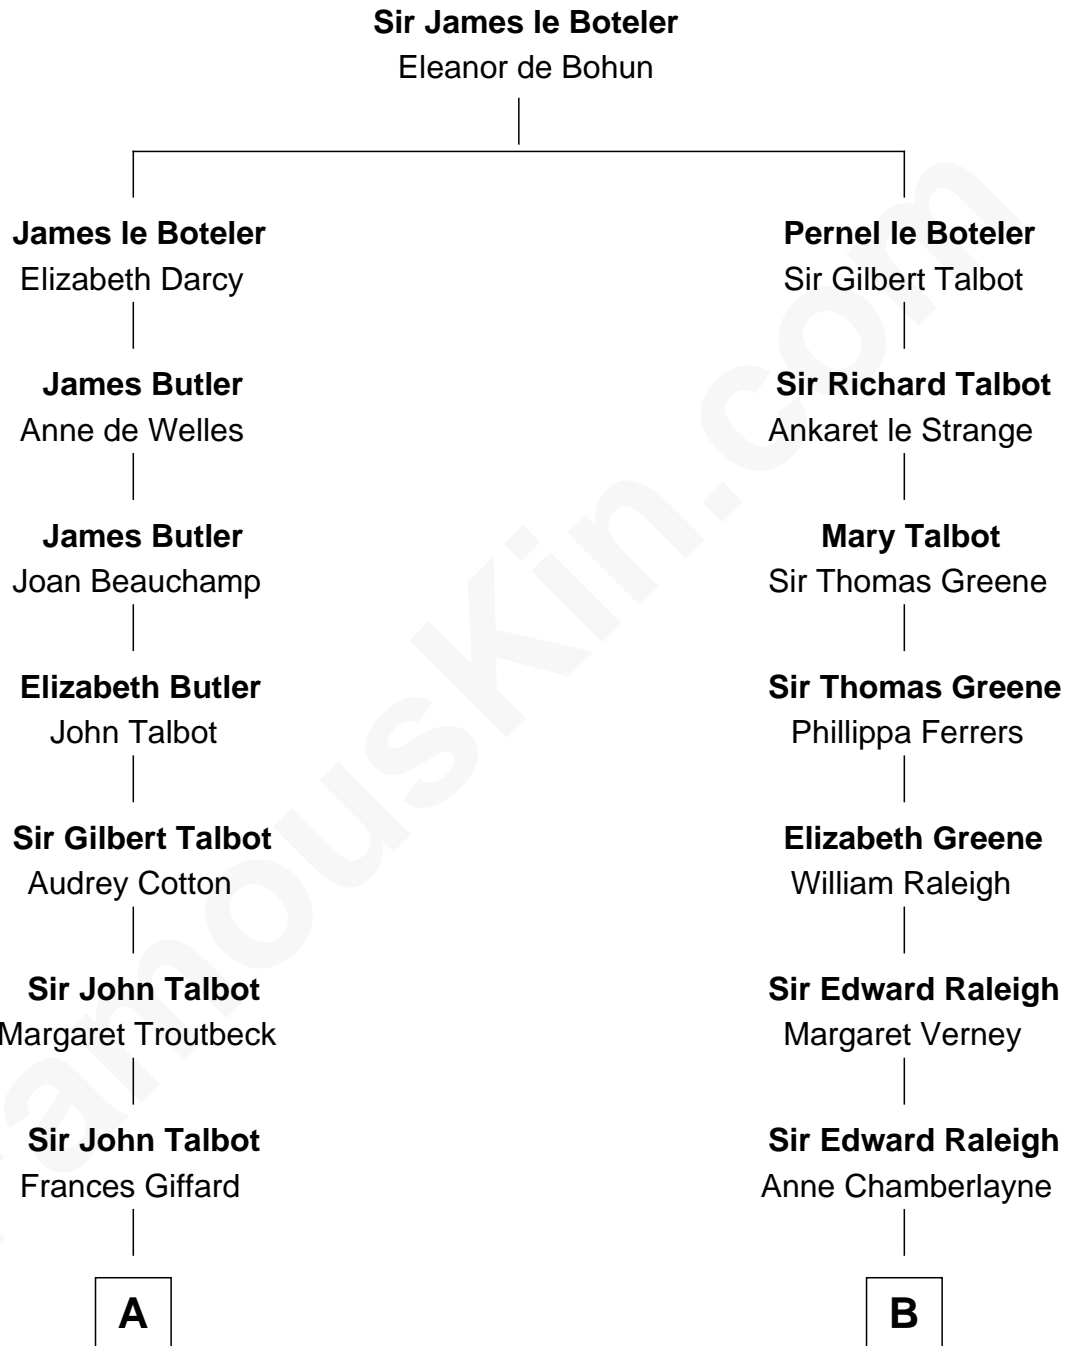 Sir James le Boteler
Eleanor de Bohun
James le Boteler
Elizabeth Darcy
Pernel le Boteler
Sir Gilbert Talbot
James Butler
Anne de Welles
Sir Richard Talbot
Ankaret le Strange
James Butler
Joan Beauchamp
Mary Talbot
Sir Thomas Greene
Elizabeth Butler
John Talbot
Sir Thomas Greene
Phillippa Ferrers
Sir Gilbert Talbot
Audrey Cotton
Elizabeth Greene
William Raleigh
Sir John Talbot
Margaret Troutbeck
Sir Edward Raleigh
Margaret Verney
Sir John Talbot
Frances Giffard
Sir Edward Raleigh
Anne Chamberlayne
A
B
FamousKin.com